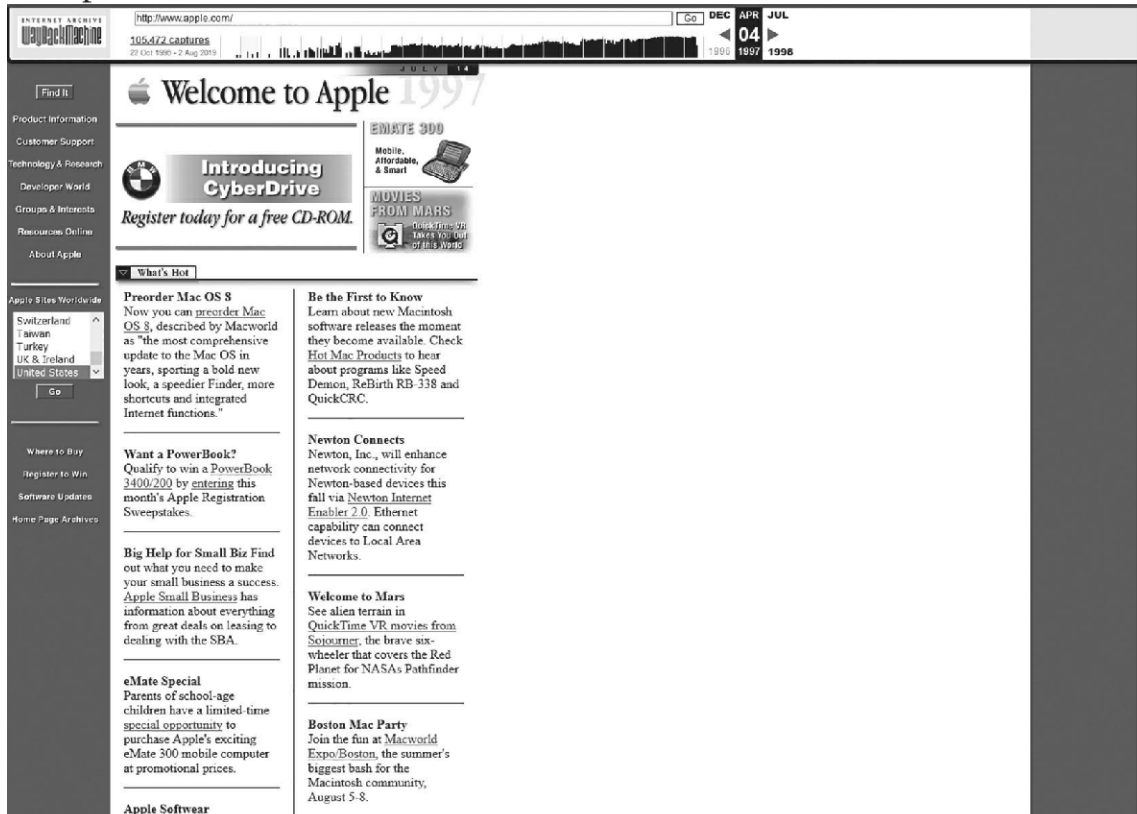 INTERNET ARCHIVE
WayBackMachine
http://www.apple.com/
Go
DEC APR JUL
105,472 captures
04
22 Oct 1996 - 2 Aug 2019
1996 1997 1998
JULY 14
1997
Welcome to Apple
Find It
Product Information
Customer Support
Technology & Research
Developer World
Groups & Interests
Resources Online
About Apple
Apple Sites Worldwide
Switzerland
Taiwan
Turkey
UK & Ireland
United States
Go
Where to Buy
Register to Win
Software Updates
Home Page Archives
BMW
Introducing
CyberDrive
Register today for a free CD-ROM.
EMATE 300
Mobile,
Affordable,
& Smart
MOVIES
FROM MARS
QuickTime VR
Takes You Out
of this World
What's Hot
Preorder Mac OS 8
Now you can preorder Mac
OS 8, described by Macworld
as "the most comprehensive
update to the Mac OS in
years, sporting a bold new
look, a speedier Finder, more
shortcuts and integrated
Internet functions."
Want a PowerBook?
Qualify to win a PowerBook
3400/200 by entering this
month's Apple Registration
Sweepstakes.
Big Help for Small Biz Find
out what you need to make
your small business a success.
Apple Small Business has
information about everything
from great deals on leasing to
dealing with the SBA.
eMate Special
Parents of school-age
children have a limited-time
special opportunity to
purchase Apple's exciting
eMate 300 mobile computer
at promotional prices.
Apple Softwear
Be the First to Know
Learn about new Macintosh
software releases the moment
they become available. Check
Hot Mac Products to hear
about programs like Speed
Demon, ReBirth RB-338 and
QuickCRC.
Newton Connects
Newton, Inc., will enhance
network connectivity for
Newton-based devices this
fall via Newton Internet
Enabler 2.0. Ethernet
capability can connect
devices to Local Area
Networks.
Welcome to Mars
See alien terrain in
QuickTime VR movies from
Sojourner, the brave six-
wheeler that covers the Red
Planet for NASAs Pathfinder
mission.
Boston Mac Party
Join the fun at Macworld
Expo/Boston, the summer's
biggest bash for the
Macintosh community,
August 5-8.